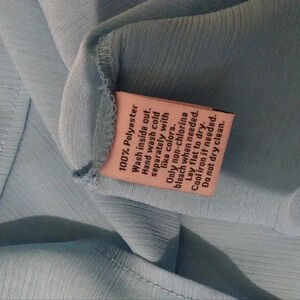 100% Polyester
Wash inside out.
Hand wash cold
separately with
like colors.
Only non-chlorine
bleach when needed.
Lay flat to dry.
Cool iron if needed.
Do not dry clean.